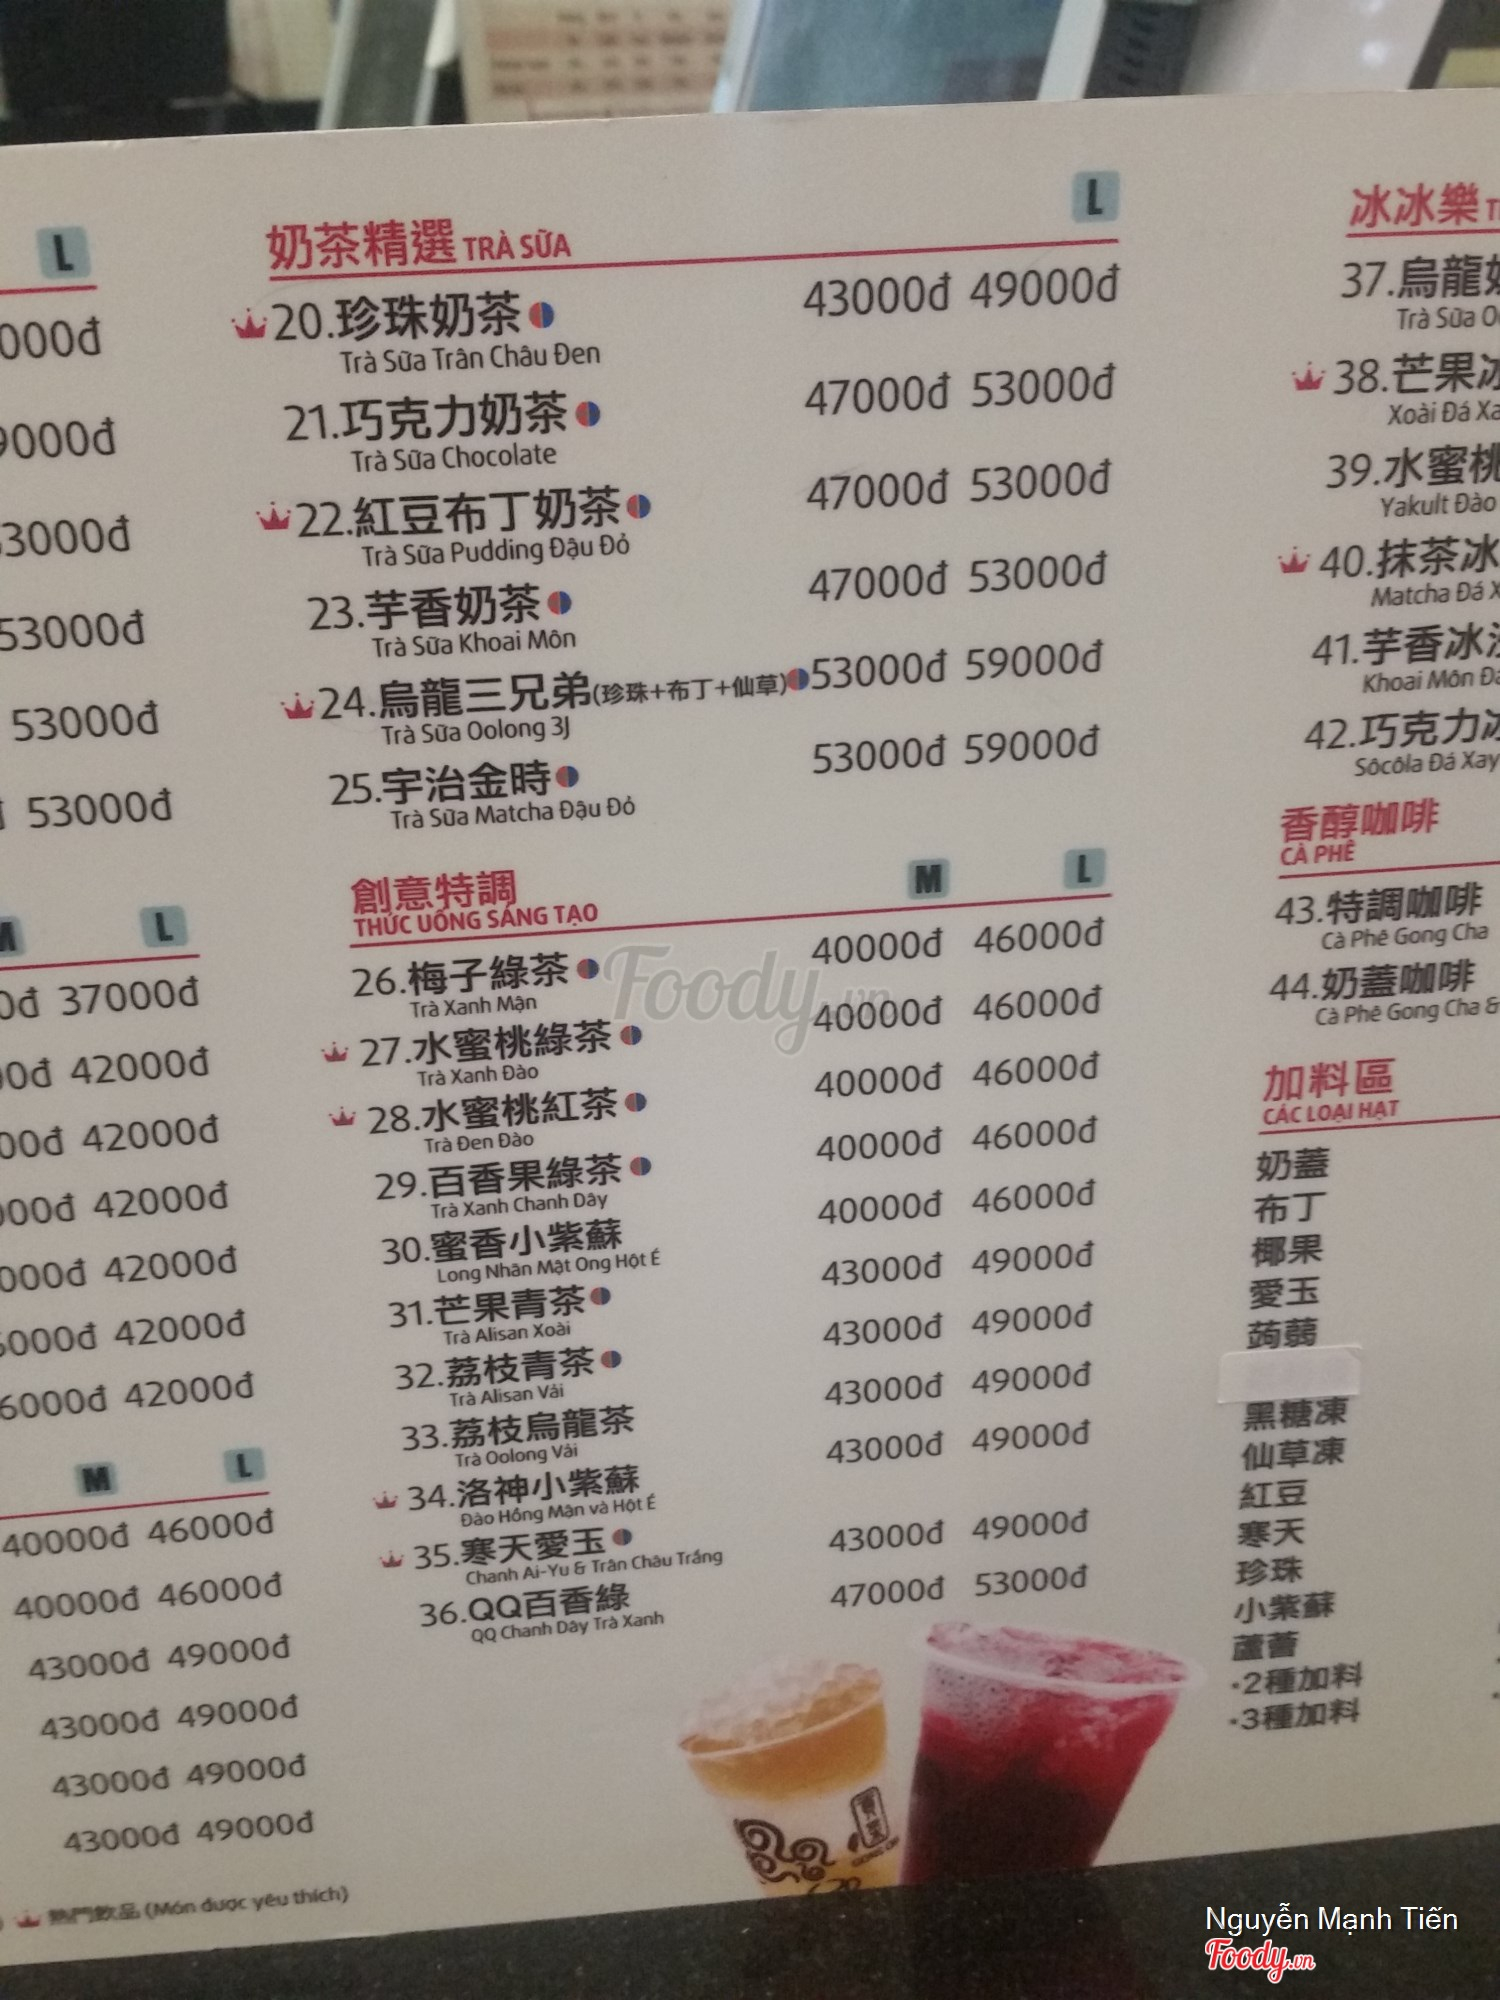 L
000đ
9000đ
53000đ
53000đ
53000đ
53000đ
M L
0đ 37000đ
00đ 42000đ
00đ 42000đ
000đ 42000đ
000đ 42000đ
6000đ 42000đ
6000đ 42000đ
M L
40000đ 46000đ
40000đ 46000đ
43000đ 49000đ
43000đ 49000đ
43000đ 49000đ
43000đ 49000đ
熱門飲品 (Món được yêu thích)
奶茶精選 TRÀ SỮA L
20.珍珠奶茶 43000đ 49000đ
Trà Sữa Trân Châu Đen
21.巧克力奶茶 47000đ 53000đ
Trà Sữa Chocolate
22.紅豆布丁奶茶 47000đ 53000đ
Trà Sữa Pudding Đậu Đỏ
23.芋香奶茶 47000đ 53000đ
Trà Sữa Khoai Môn
24.烏龍三兄弟(珍珠+布丁+仙草) 53000đ 59000đ
Trà Sữa Oolong 3J
25.宇治金時 53000đ 59000đ
Trà Sữa Matcha Đậu Đỏ
創意特調 M L
THỨC UỐNG SÁNG TẠO
26.梅子綠茶 40000đ 46000đ
Trà Xanh Mận
27.水蜜桃綠茶 40000đ 46000đ
Trà Xanh Đào
28.水蜜桃紅茶 40000đ 46000đ
Trà Đen Đào
29.百香果綠茶 40000đ 46000đ
Trà Xanh Chanh Dây
30.蜜香小紫蘇 40000đ 46000đ
Long Nhãn Mật Ong Hột É
31.芒果青茶 43000đ 49000đ
Trà Alisan Xoài
32.荔枝青茶 43000đ 49000đ
Trà Alisan Vải
33.荔枝烏龍茶 43000đ 49000đ
Trà Oolong Vải
34.洛神小紫蘇 43000đ 49000đ
Đào Hồng Mận và Hột É
35.寒天愛玉 43000đ 49000đ
Chanh Ai-Yu & Trân Châu Trắng
36.QQ百香綠 47000đ 53000đ
QQ Chanh Dây Trà Xanh
冰冰樂 T
37.烏龍奶
Trà Sữa Oo
38.芒果冰
Xoài Đá Xa
39.水蜜桃
Yakult Đào
40.抹茶冰
Matcha Đá X
41.芋香冰沙
Khoai Môn Đá
42.巧克力冰
Sôcôla Đá Xay
香醇咖啡
CÀ PHÊ
43.特調咖啡
Cà Phê Gong Cha
44.奶蓋咖啡
Cà Phê Gong Cha &
加料區
CÁC LOẠI HẠT
奶蓋
布丁
椰果
愛玉
蒟蒻
黑糖凍
仙草凍
紅豆
寒天
珍珠
小紫蘇
蘆薈
·2種加料
·3種加料
Foody.vn
Nguyễn Mạnh Tiến
Foody.vn